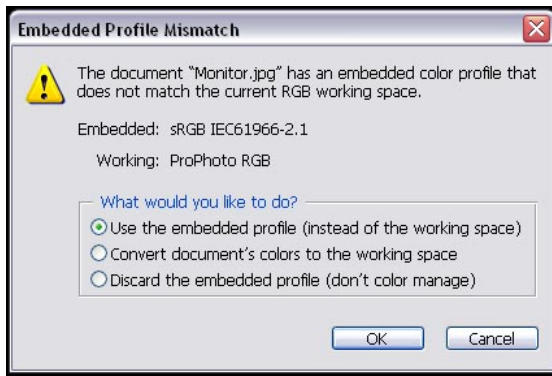 Embedded Profile Mismatch
The document “Monitor.jpg” has an embedded color profile that
does not match the current RGB working space.
Embedded: sRGB IEC61966-2.1
Working: ProPhoto RGB
What would you like to do?
Use the embedded profile (instead of the working space)
Convert document's colors to the working space
Discard the embedded profile (don't color manage)
OK Cancel